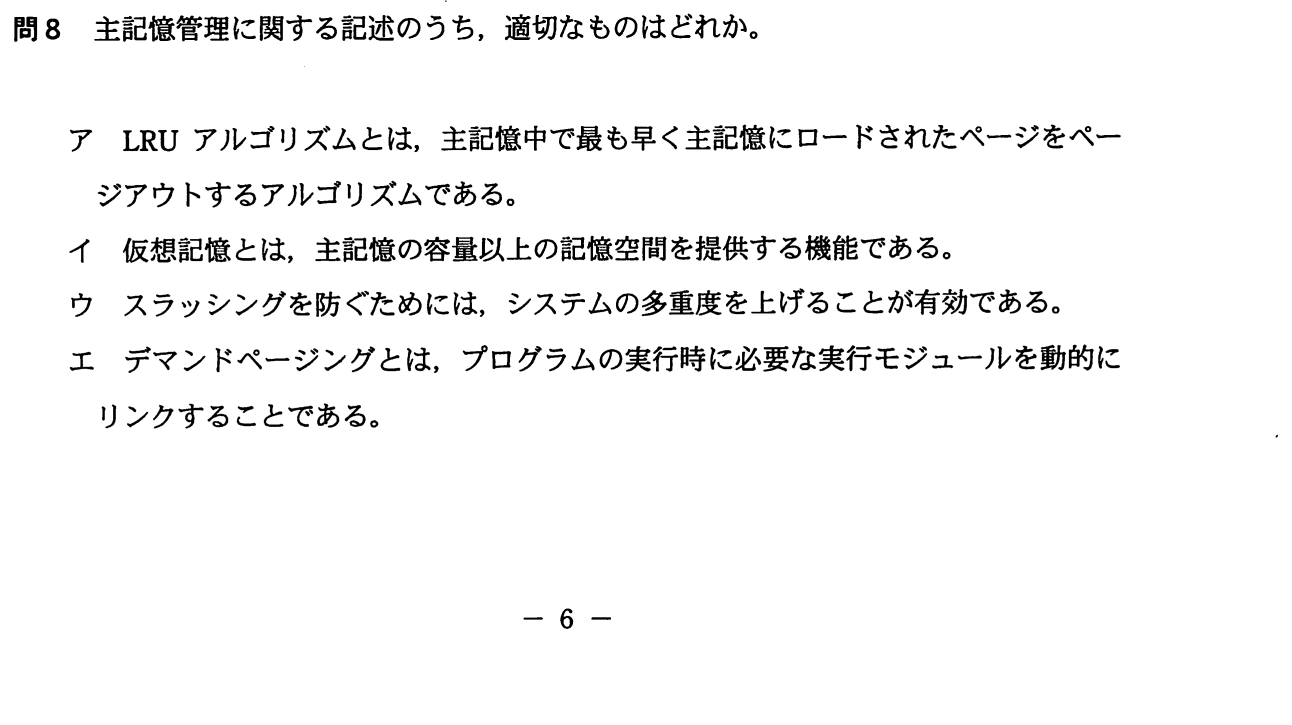 問8 主記憶管理に関する記述のうち，適切なものはどれか。
ア LRU アルゴリズムとは，主記憶中で最も早く主記憶にロードされたページをペー
ジアウトするアルゴリズムである。
イ 仮想記憶とは，主記憶の容量以上の記憶空間を提供する機能である。
ウ スラッシングを防ぐためには，システムの多重度を上げることが有効である。
エ デマンドページングとは，プログラムの実行時に必要な実行モジュールを動的に
リンクすることである。
－ 6 －